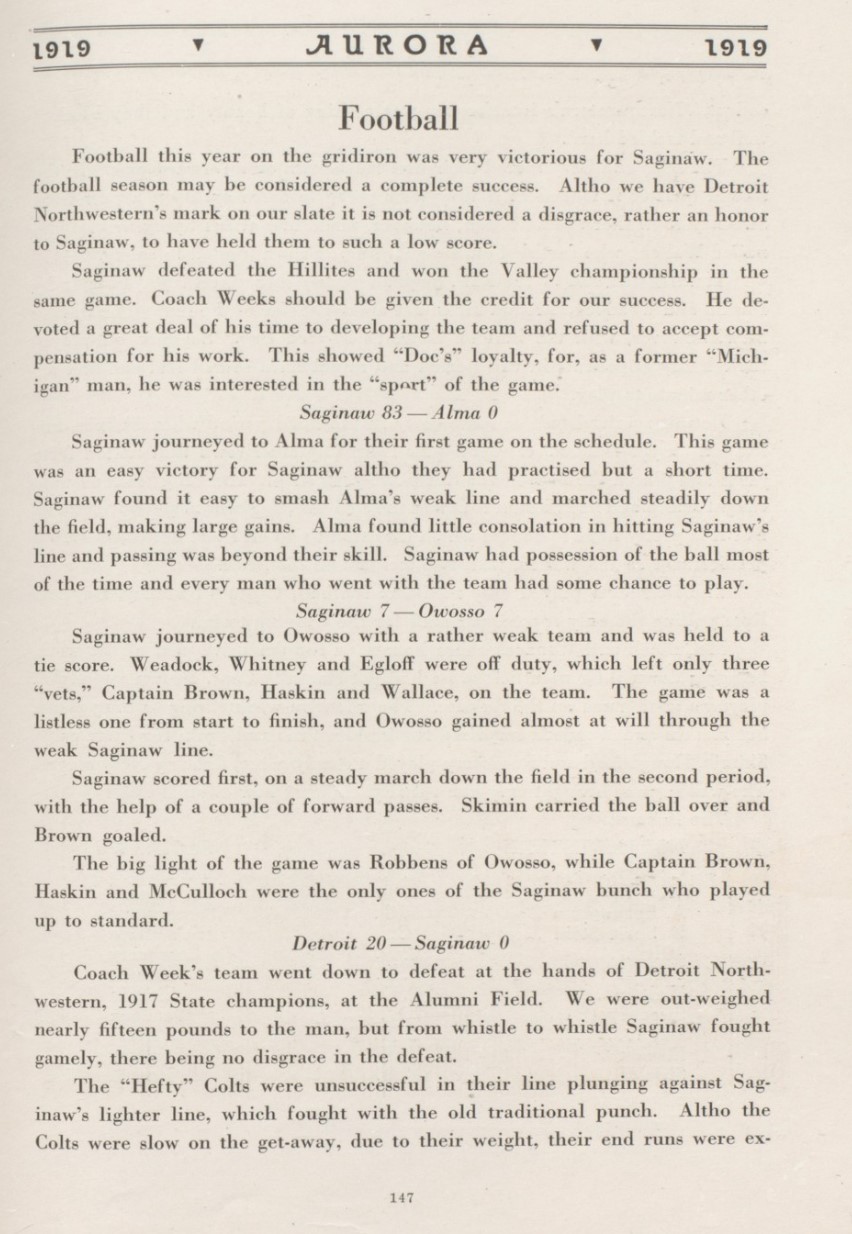 1919 ▼ AURORA ▼ 1919
Football
Football this year on the gridiron was very victorious for Saginaw. The
football season may be considered a complete success. Altho we have Detroit
Northwestern's mark on our slate it is not considered a disgrace, rather an honor
to Saginaw, to have held them to such a low score.
Saginaw defeated the Hillites and won the Valley championship in the
same game. Coach Weeks should be given the credit for our success. He de-
voted a great deal of his time to developing the team and refused to accept com-
pensation for his work. This showed "Doc's" loyalty, for, as a former "Mich-
igan" man, he was interested in the "sport" of the game.
Saginaw 83 — Alma 0
Saginaw journeyed to Alma for their first game on the schedule. This game
was an easy victory for Saginaw altho they had practised but a short time.
Saginaw found it easy to smash Alma's weak line and marched steadily down
the field, making large gains. Alma found little consolation in hitting Saginaw's
line and passing was beyond their skill. Saginaw had possession of the ball most
of the time and every man who went with the team had some chance to play.
Saginaw 7 — Owosso 7
Saginaw journeyed to Owosso with a rather weak team and was held to a
tie score. Weadock, Whitney and Egloff were off duty, which left only three
"vets," Captain Brown, Haskin and Wallace, on the team. The game was a
listless one from start to finish, and Owosso gained almost at will through the
weak Saginaw line.
Saginaw scored first, on a steady march down the field in the second period,
with the help of a couple of forward passes. Skimin carried the ball over and
Brown goaled.
The big light of the game was Robbens of Owosso, while Captain Brown,
Haskin and McCulloch were the only ones of the Saginaw bunch who played
up to standard.
Detroit 20 — Saginaw 0
Coach Week's team went down to defeat at the hands of Detroit North-
western, 1917 State champions, at the Alumni Field. We were out-weighed
nearly fifteen pounds to the man, but from whistle to whistle Saginaw fought
gamely, there being no disgrace in the defeat.
The "Hefty" Colts were unsuccessful in their line plunging against Sag-
inaw's lighter line, which fought with the old traditional punch. Altho the
Colts were slow on the get-away, due to their weight, their end runs were ex-
147